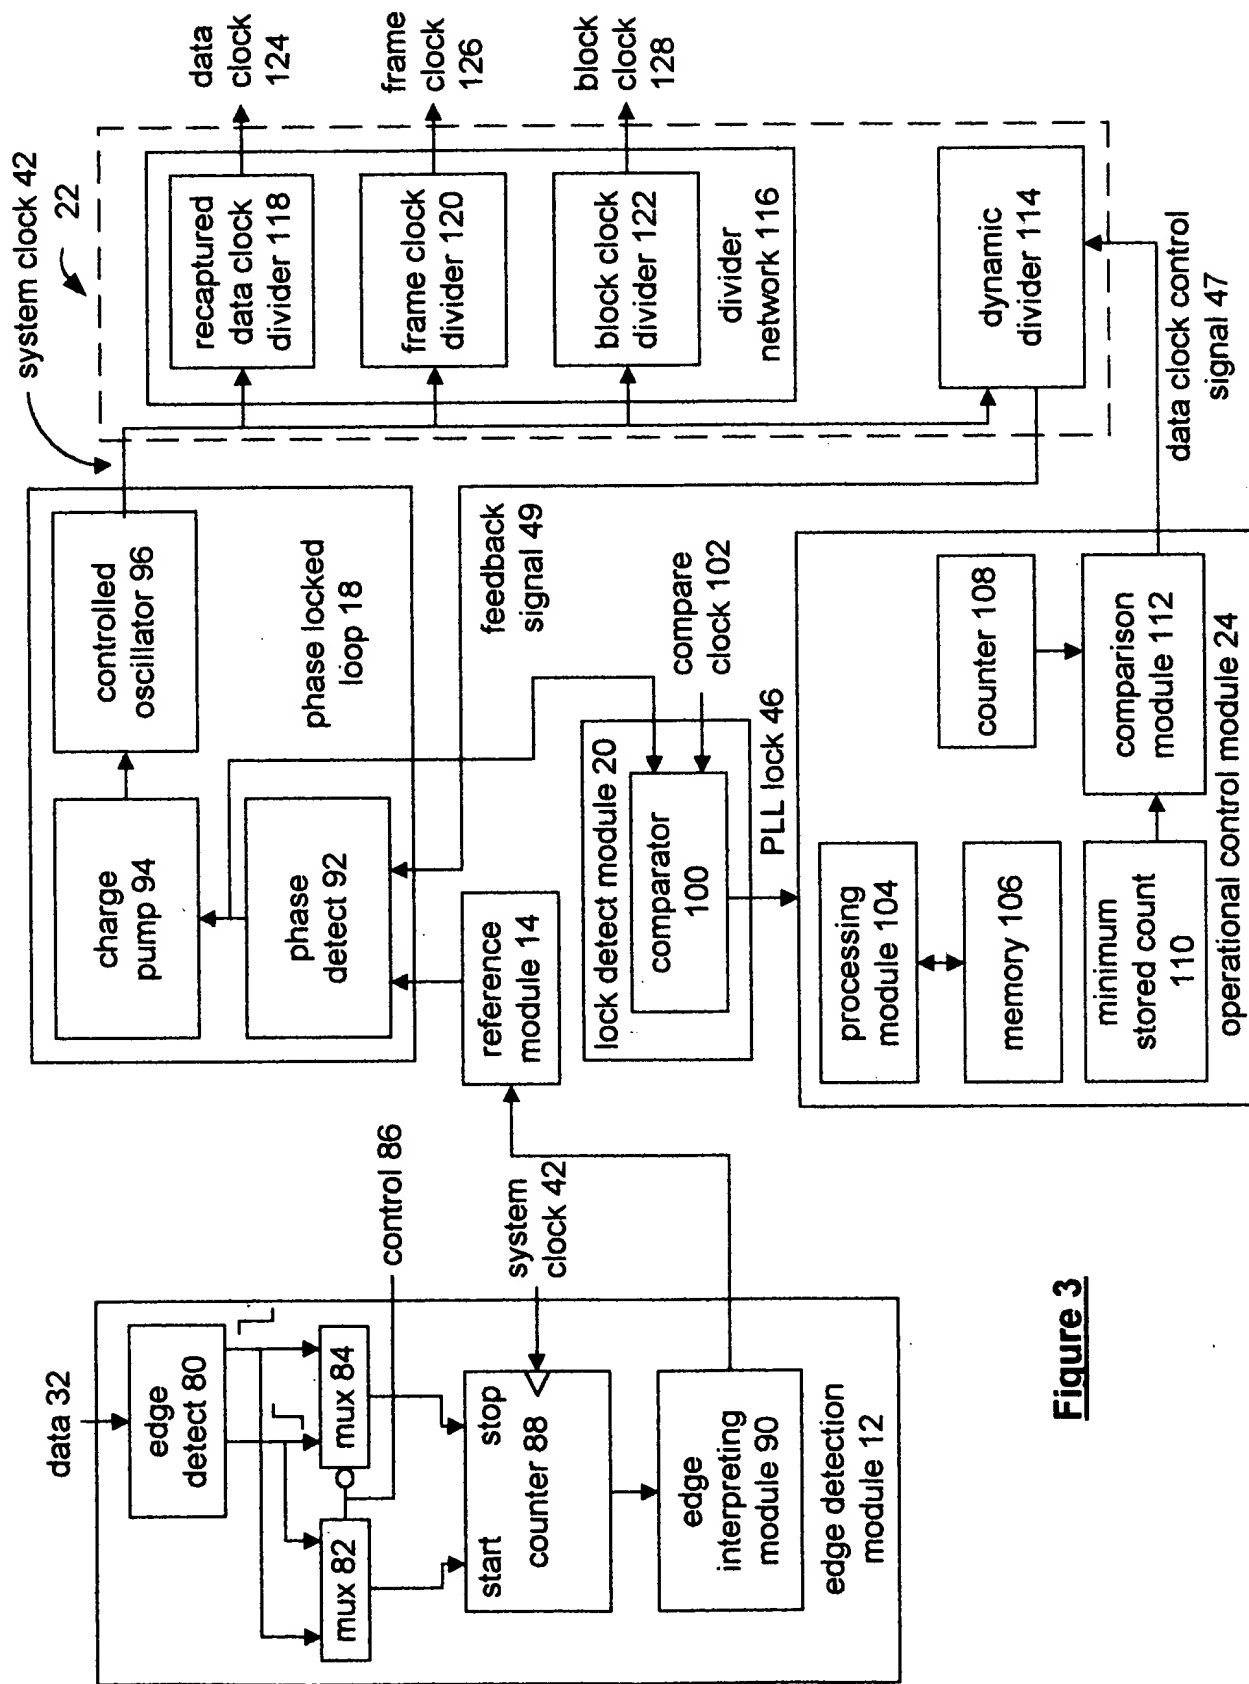 data 32
edge
detect 80
mux 82
mux 84
control 86
start
stop
counter 88
system
clock 42
edge
interpreting
module 90
edge detection
module 12
reference
module 14
charge
pump 94
controlled
oscillator 96
phase
detect 92
phase locked
loop 18
system clock 42
22
feedback
signal 49
lock detect module 20
comparator
100
compare
clock 102
PLL lock 46
processing
module 104
memory 106
minimum
stored count
110
counter 108
comparison
module 112
operational control module 24
data clock control
signal 47
recaptured
data clock
divider 118
frame clock
divider 120
block clock
divider 122
divider
network 116
dynamic
divider 114
data
clock
124
frame
clock
126
block
clock
128
Figure 3